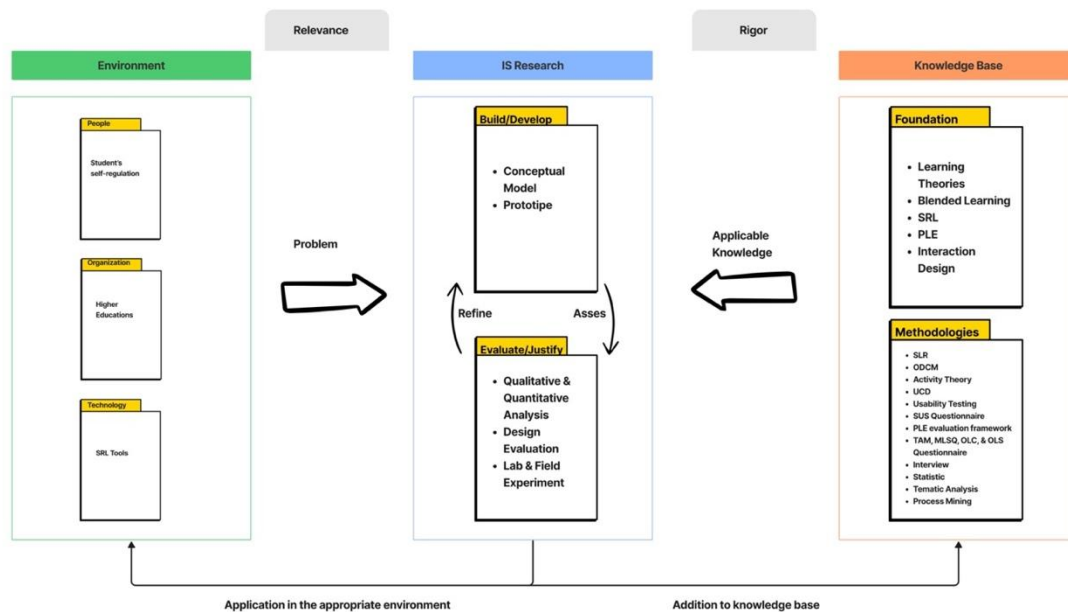 Relevance
Rigor
Environment
IS Research
Knowledge Base
People
Student's
self-regulation
Organization
Higher
Educations
Technology
SRL Tools
Problem
Build/Develop
• Conceptual
Model
• Prototipe
Refine
Asses
Evaluate/Justify
• Qualitative &
Quantitative
Analysis
• Design
Evaluation
• Lab & Field
Experiment
Applicable
Knowledge
Foundation
• Learning
Theories
• Blended Learning
• SRL
• PLE
• Interaction
Design
Methodologies
• SLR
• ODCM
• Activity Theory
• UCD
• Usability Testing
• SUS Questionnaire
• PLE evaluation framework
• TAM, MLSQ, OLC, & OLS
Questionnaire
• Interview
• Statistic
• Tematic Analysis
• Process Mining
Application in the appropriate environment
Addition to knowledge base